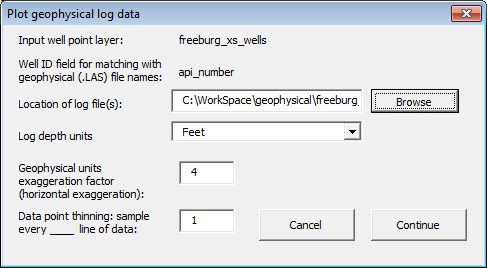 Plot geophysical log data
Input well point layer: freeburg_xs_wells
Well ID field for matching with
geophysical (.LAS) file names: api_number
Location of log file(s): C:\WorkSpace\geophysical\freeburg_ Browse
Log depth units Feet
Geophysical units
exaggeration factor
(horizontal exaggeration): 4
Data point thinning: sample
every ____ line of data: 1
Cancel Continue